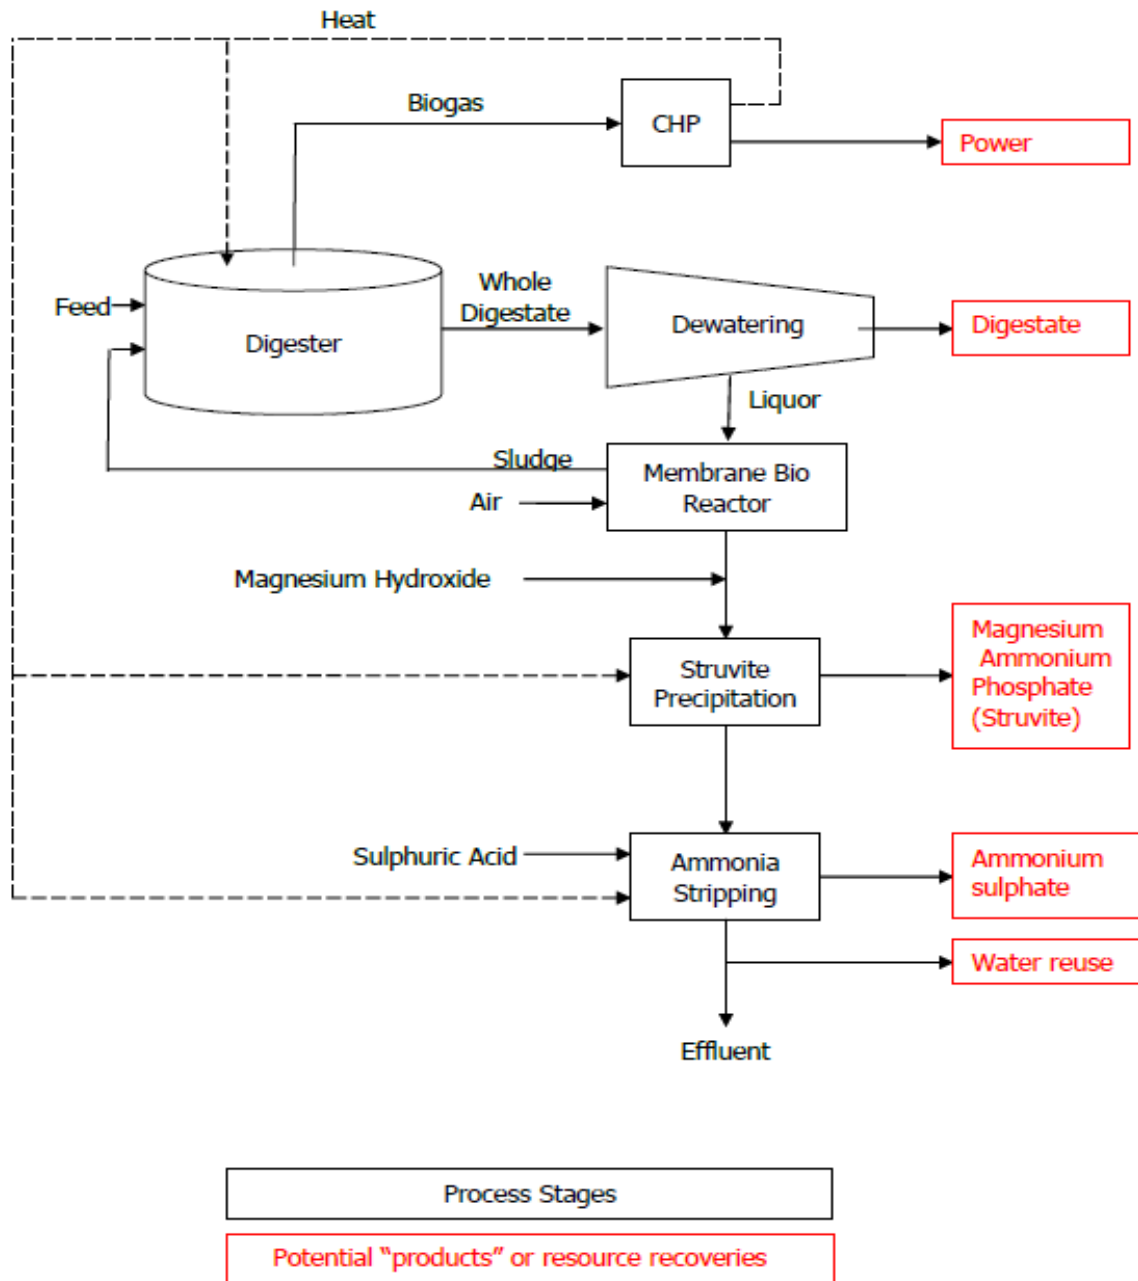 Heat
Biogas
CHP
Power
Feed
Digester
Whole
Digestate
Dewatering
Digestate
Liquor
Sludge
Membrane Bio
Reactor
Air
Magnesium Hydroxide
Struvite
Precipitation
Magnesium
Ammonium
Phosphate
(Struvite)
Sulphuric Acid
Ammonia
Stripping
Ammonium
sulphate
Water reuse
Effluent
Process Stages
Potential “products” or resource recoveries